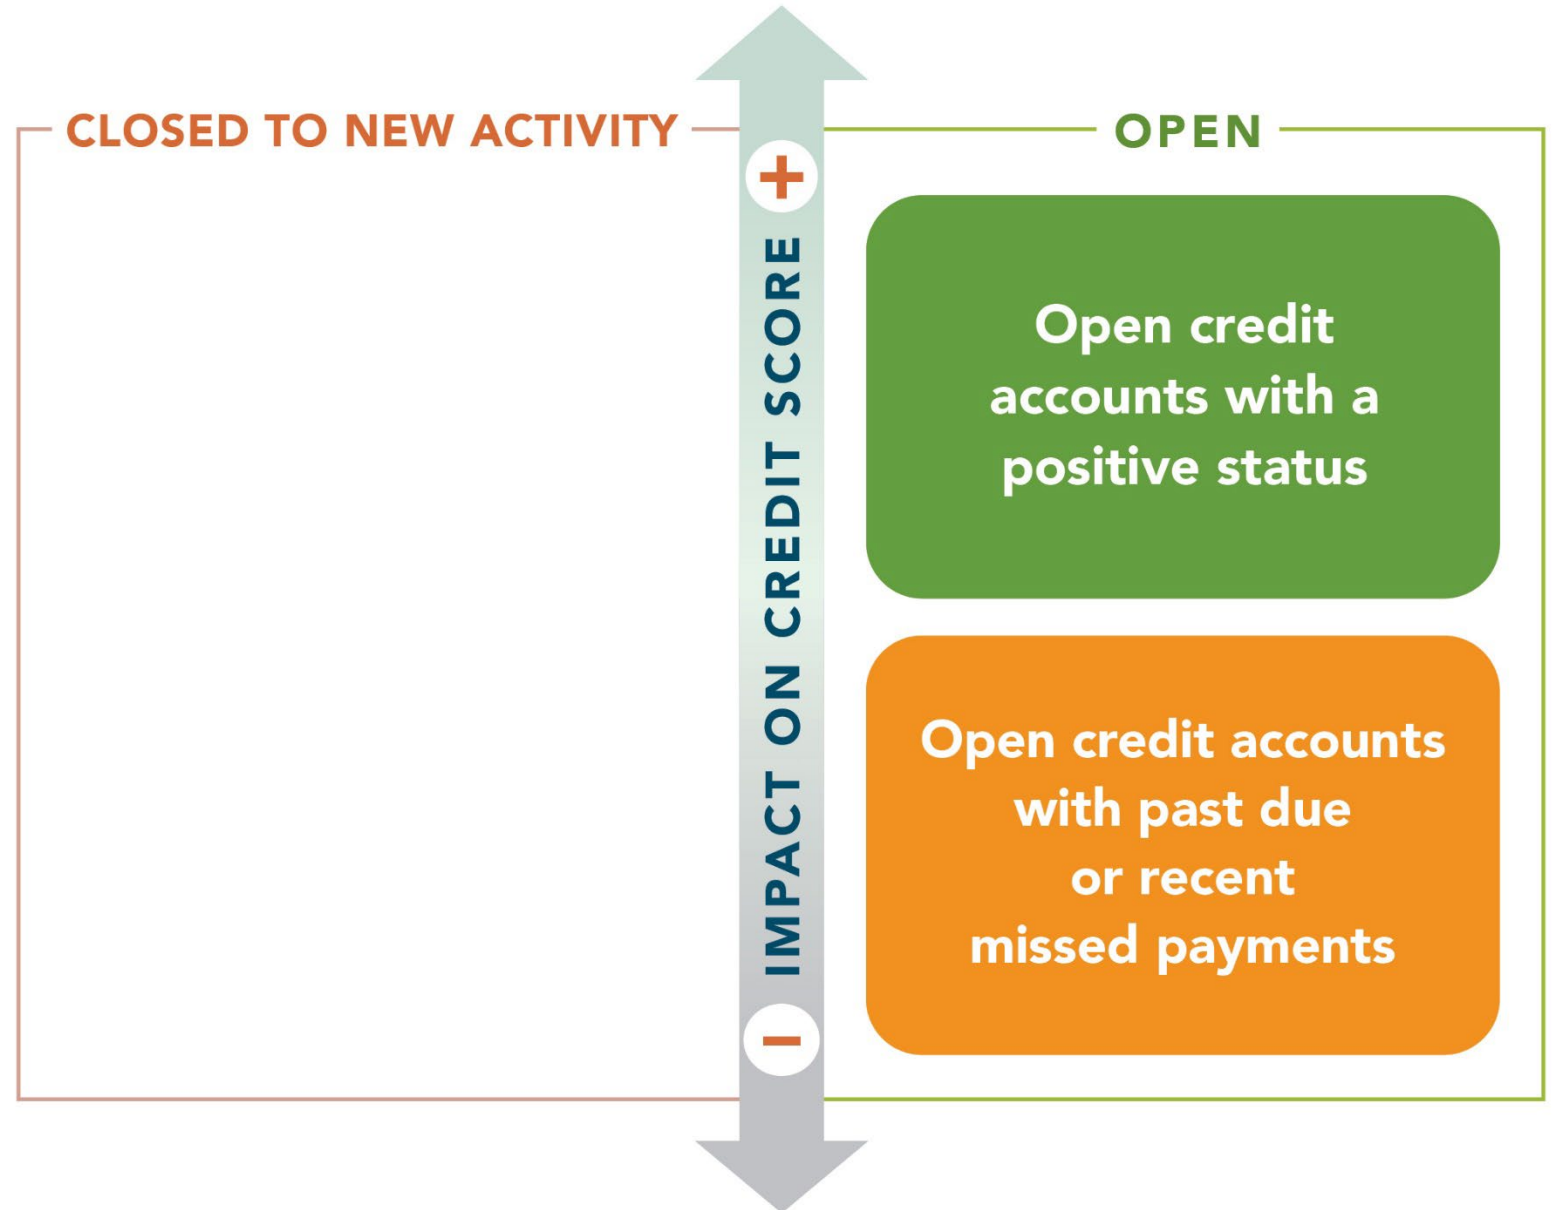 CLOSED TO NEW ACTIVITY
OPEN
+
IMPACT ON CREDIT SCORE
−
Open credit
accounts with a
positive status
Open credit accounts
with past due
or recent
missed payments